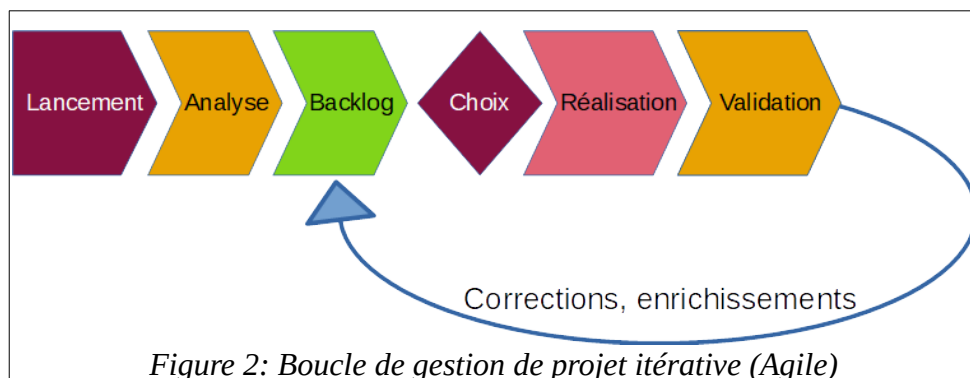 Lancement
Analyse
Backlog
Choix
Réalisation
Validation
Corrections, enrichissements
Figure 2: Boucle de gestion de projet itérative (Agile)